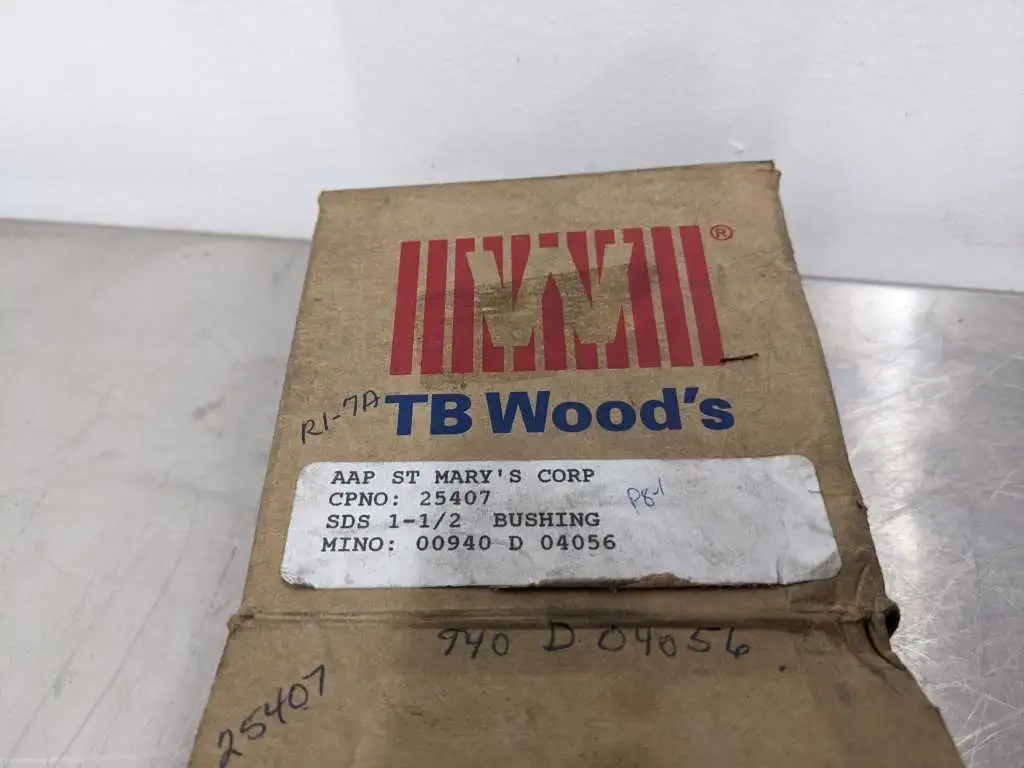 ®
R1-7A
TB Wood's
AAP ST MARY'S CORP
CPNO: 25407
P8-1
SDS 1-1/2 BUSHING
MINO: 00940 D 04056
940 D 04056
25407